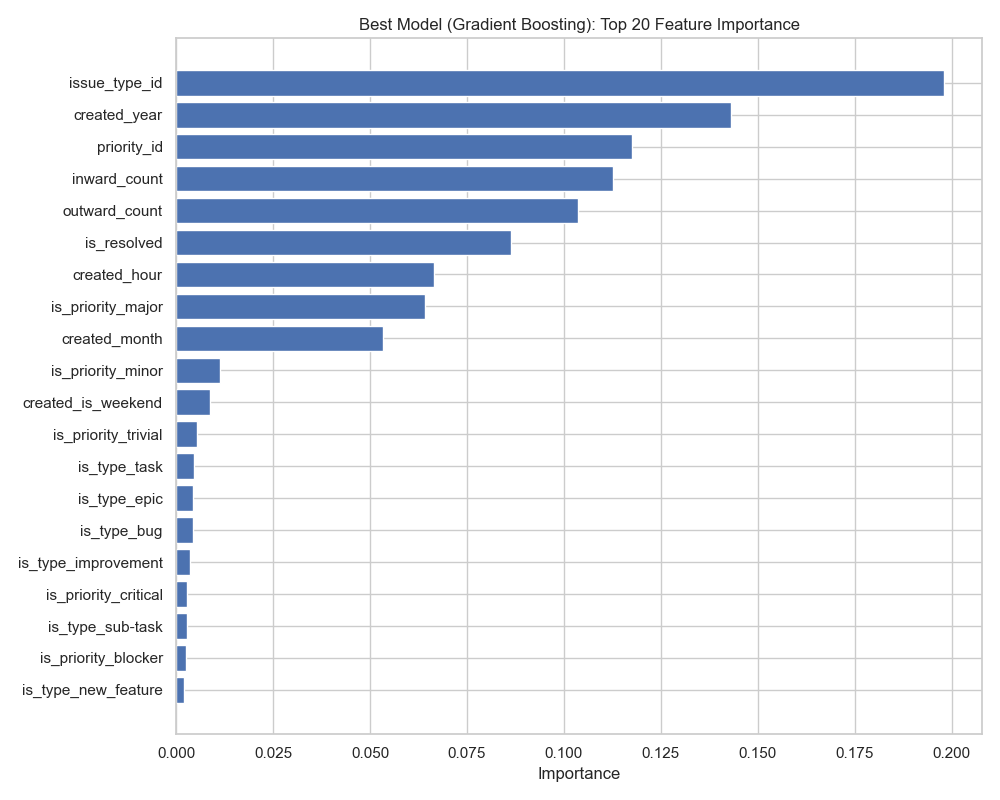 Best Model (Gradient Boosting): Top 20 Feature Importance
issue_type_id
created_year
priority_id
inward_count
outward_count
is_resolved
created_hour
is_priority_major
created_month
is_priority_minor
created_is_weekend
is_priority_trivial
is_type_task
is_type_epic
is_type_bug
is_type_improvement
is_priority_critical
is_type_sub-task
is_priority_blocker
is_type_new_feature
0.000 0.025 0.050 0.075 0.100 0.125 0.150 0.175 0.200
Importance